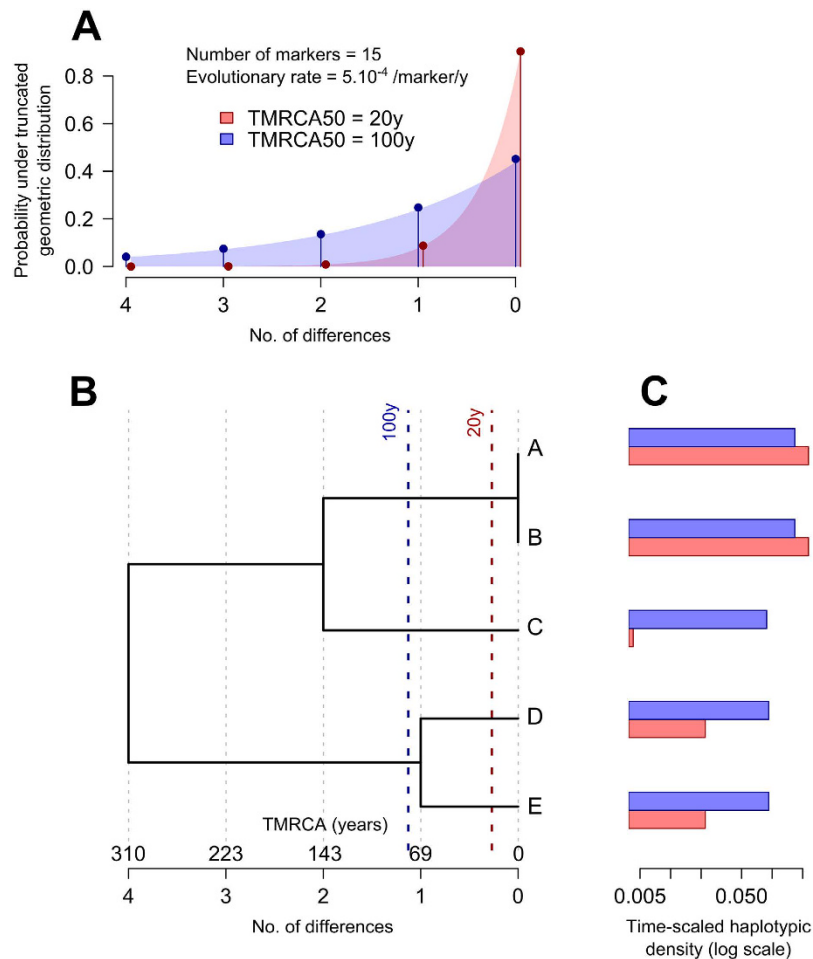 A
Number of markers = 15
Evolutionary rate = 5.10⁻⁴ /marker/y
TMRCA50 = 20y
TMRCA50 = 100y
Probability under truncated
geometric distribution
0.8
0.6
0.4
0.2
0.0
4 3 2 1 0
No. of differences
B
100y
20y
A
B
C
D
E
TMRCA (years)
310 223 143 69 0
4 3 2 1 0
No. of differences
C
0.005 0.050
Time-scaled haplotypic
density (log scale)